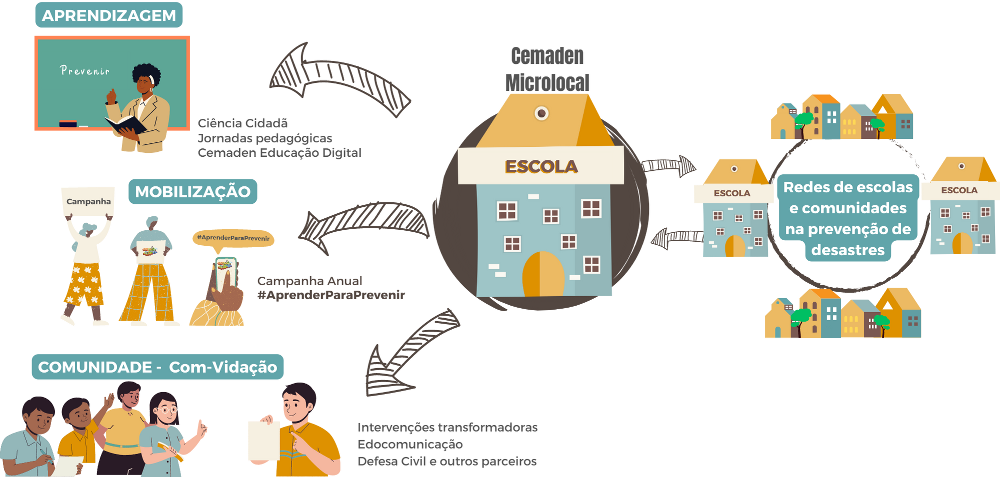 APRENDIZAGEM
Prevenir
Ciência Cidadã
Jornadas pedagógicas
Cemaden Educação Digital
MOBILIZAÇÃO
Campanha
#AprenderParaPrevenir
Campanha Anual
#AprenderParaPrevenir
COMUNIDADE - Com-Vidação
Intervenções transformadoras
Edocomunicação
Defesa Civil e outros parceiros
Cemaden
Microlocal
ESCOLA
ESCOLA
Redes de escolas
e comunidades
na prevenção de
desastres
ESCOLA